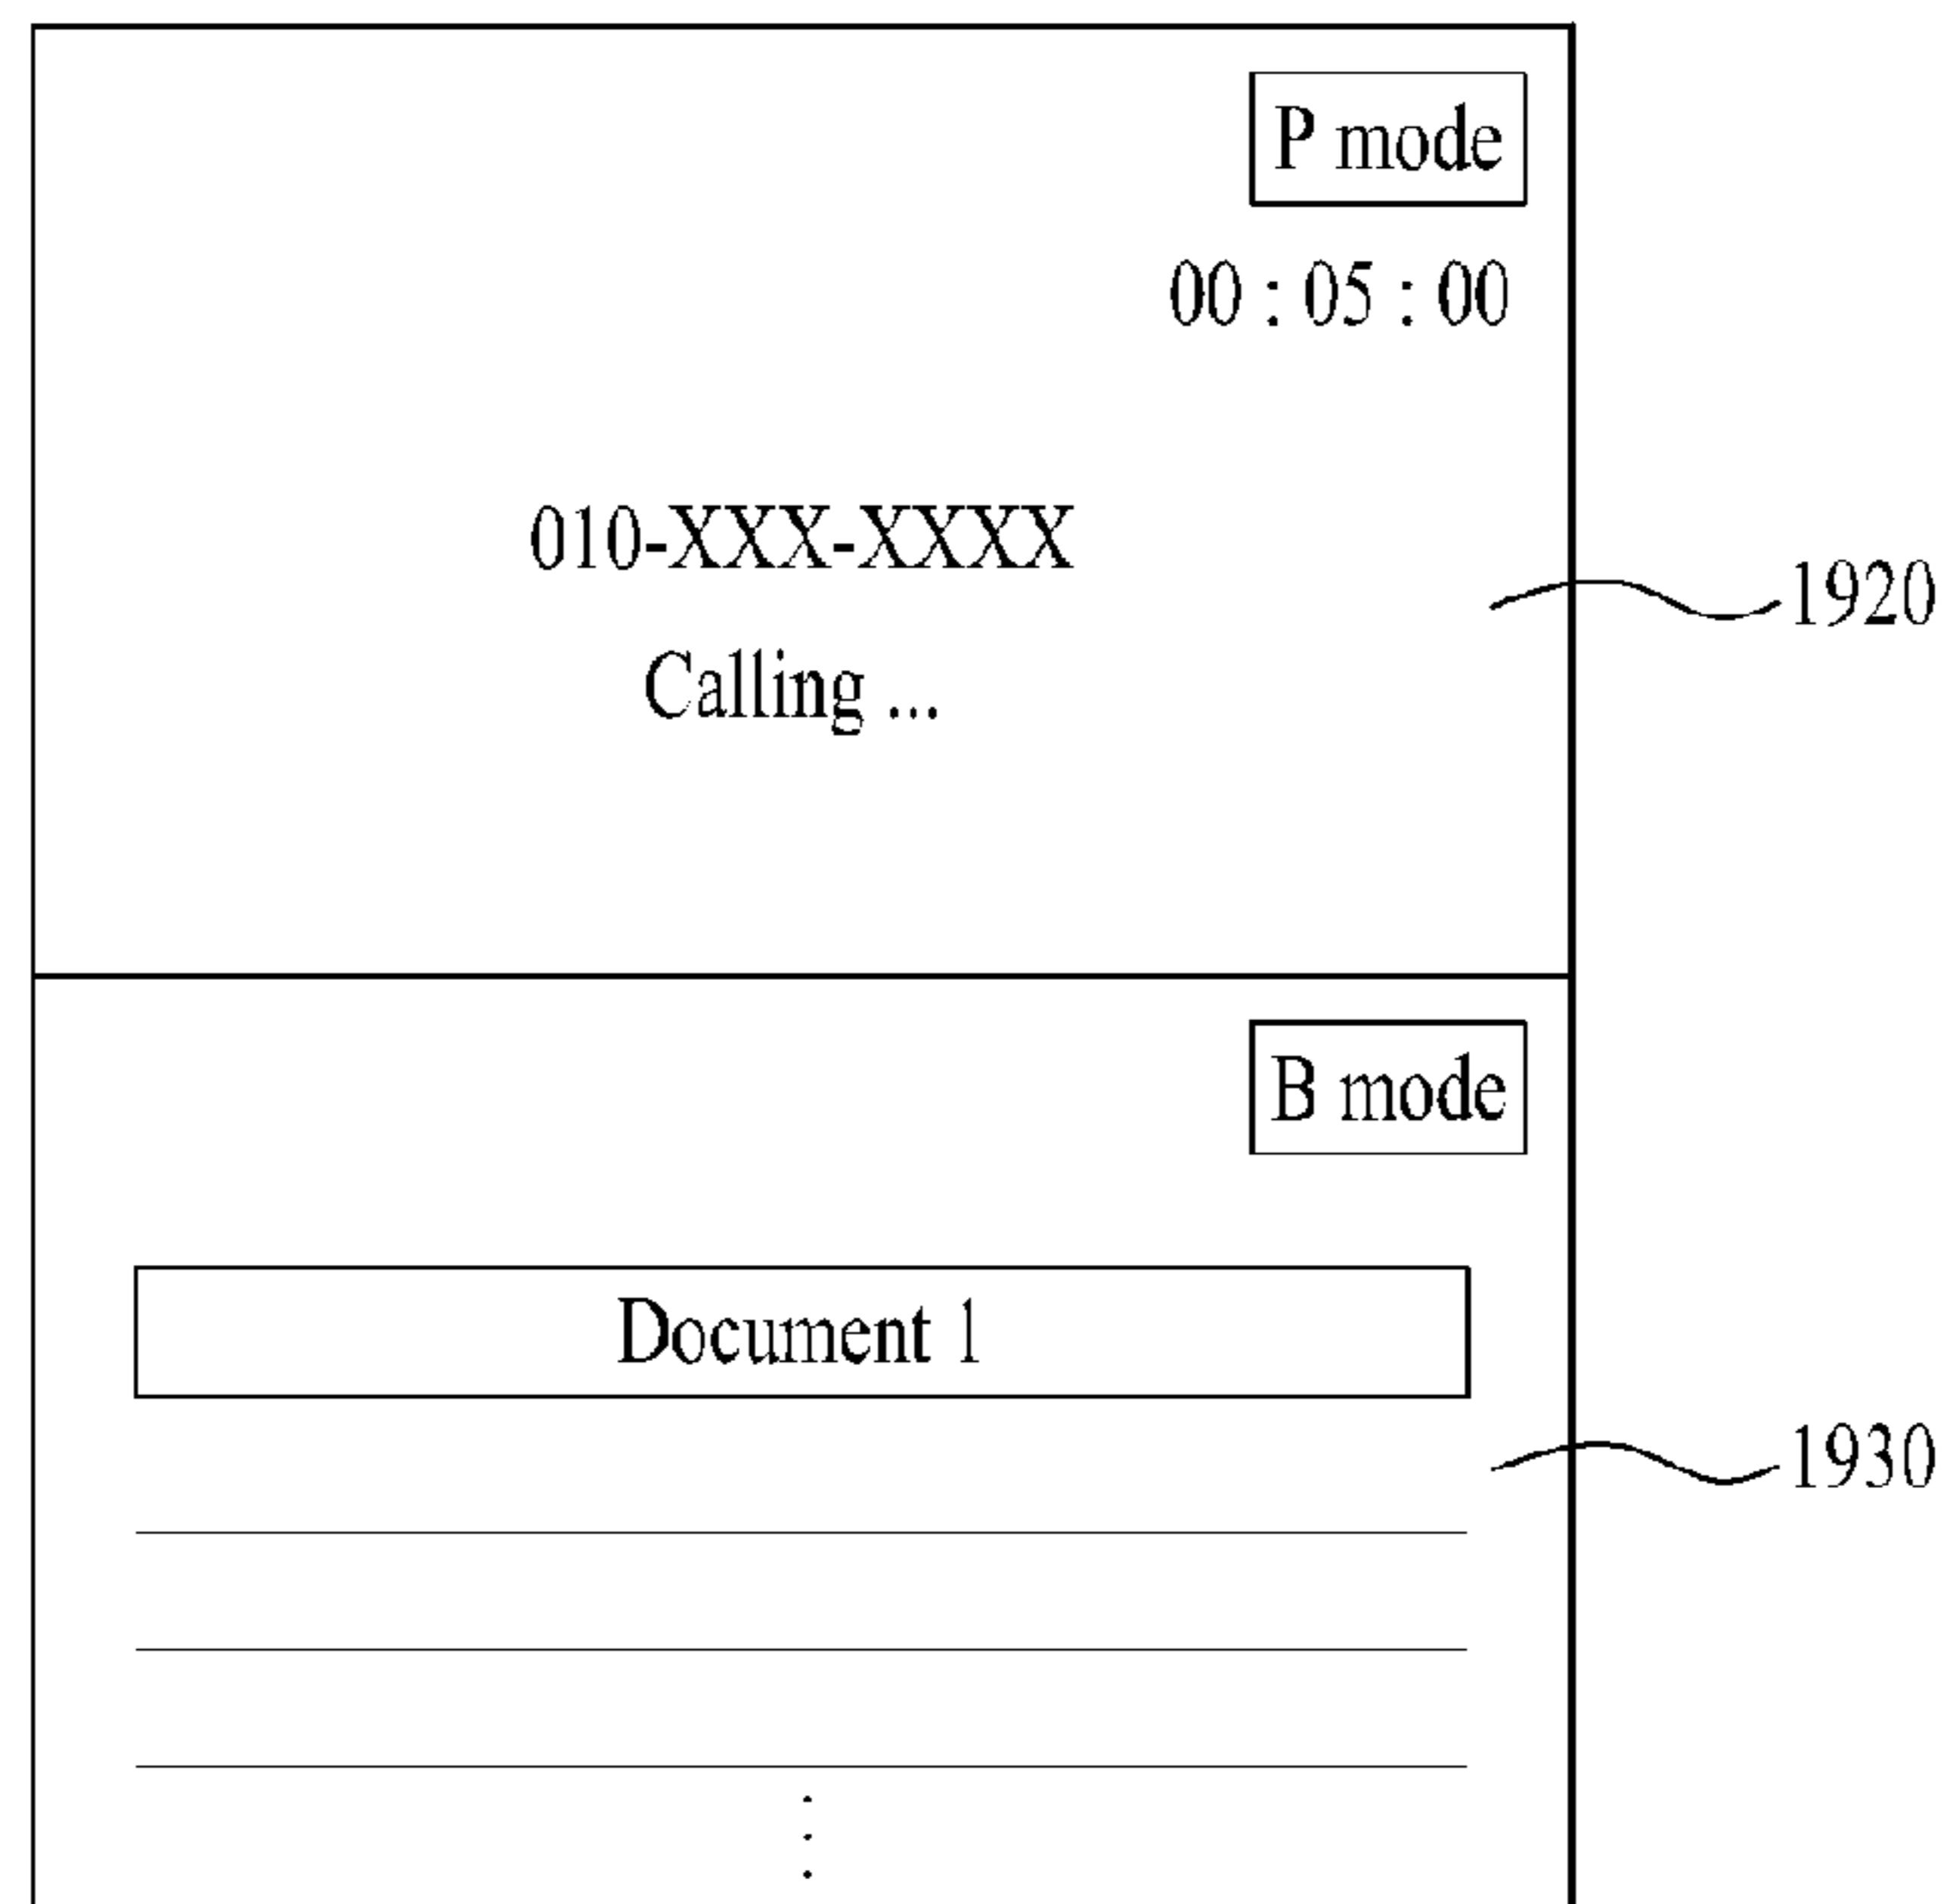 P mode
00 : 05 : 00
010-XXX-XXXX
1920
Calling ...
B mode
Document 1
1930